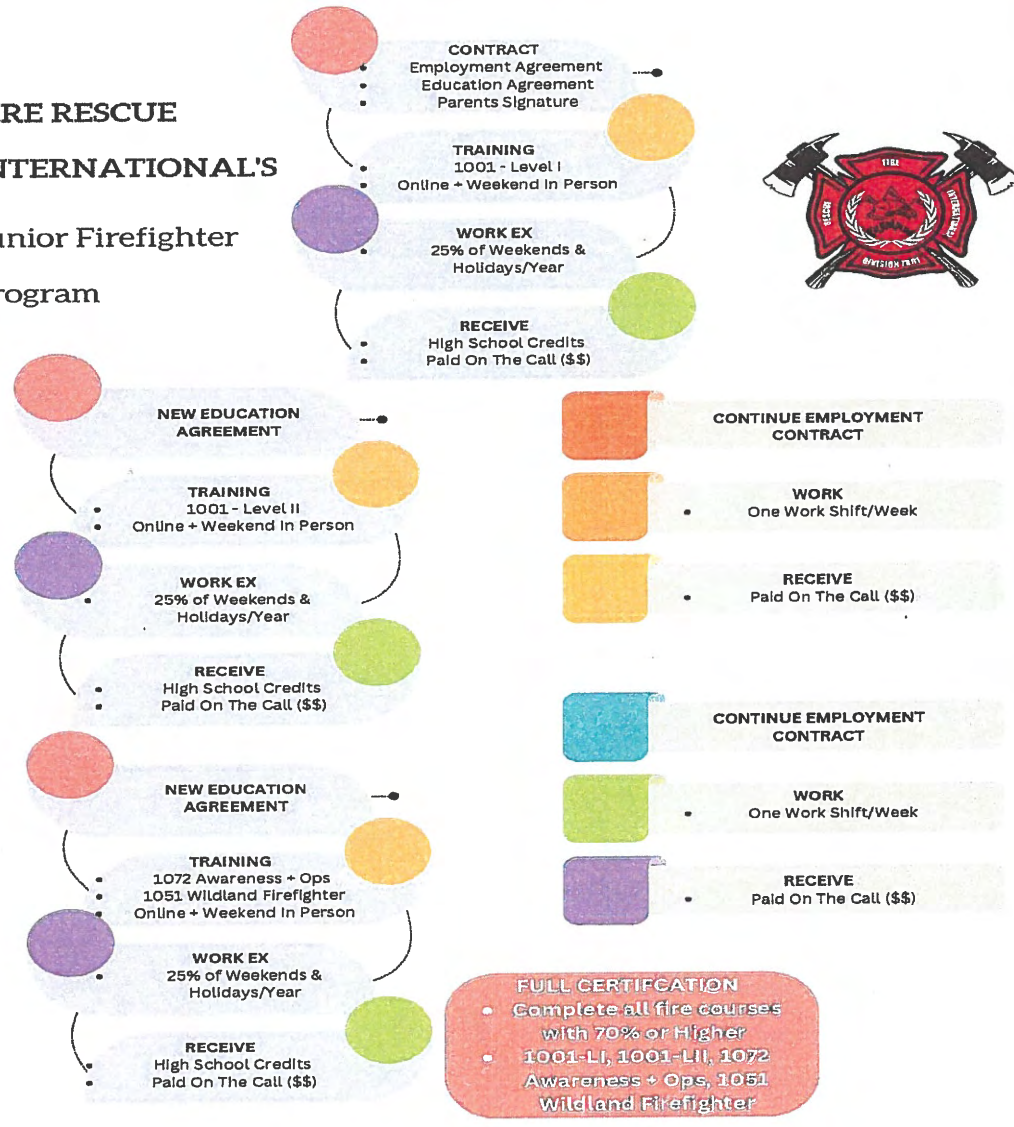 RE RESCUE
NTERNATIONAL'S
unior Firefighter
rogram
CONTRACT
• Employment Agreement
• Education Agreement
• Parents Signature
TRAINING
• 1001 - Level I
• Online + Weekend In Person
WORK EX
• 25% of Weekends &
Holidays/Year
RECEIVE
• High School Credits
• Paid On The Call ($$)
FIRE
RESCUE
INTERNATIONAL
NEW EDUCATION
AGREEMENT
TRAINING
• 1001 - Level II
• Online + Weekend In Person
WORK EX
• 25% of Weekends &
Holidays/Year
RECEIVE
• High School Credits
• Paid On The Call ($$)
CONTINUE EMPLOYMENT
CONTRACT
WORK
• One Work Shift/Week
RECEIVE
• Paid On The Call ($$)
NEW EDUCATION
AGREEMENT
TRAINING
• 1072 Awareness + Ops
• 1051 Wildland Firefighter
• Online + Weekend In Person
WORK EX
• 25% of Weekends &
Holidays/Year
RECEIVE
• High School Credits
• Paid On The Call ($$)
CONTINUE EMPLOYMENT
CONTRACT
WORK
• One Work Shift/Week
RECEIVE
• Paid On The Call ($$)
FULL CERTIFCATION
• Complete all fire courses
with 70% or Higher
• 1001-LI, 1001-LII, 1072
Awareness + Ops, 1051
Wildland Firefighter